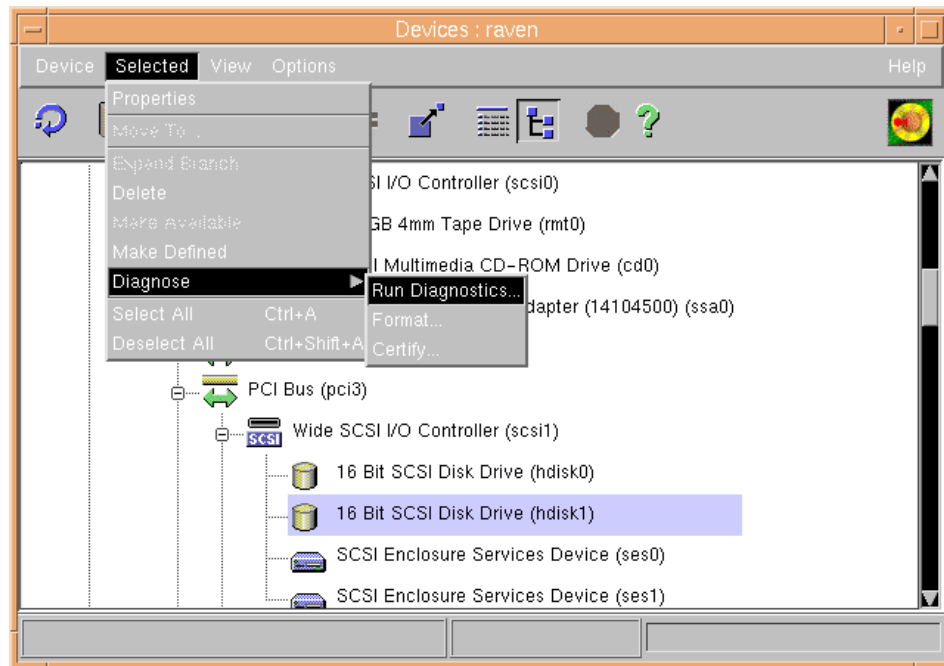 Devices : raven
Device Selected View Options Help
Properties
Move To...
Expand Branch
Delete
Make Available
Make Defined
Diagnose
Select All Ctrl+A
Deselect All Ctrl+Shift+A
Run Diagnostics...
Format...
Certify...
SI I/O Controller (scsi0)
GB 4mm Tape Drive (rmt0)
I Multimedia CD-ROM Drive (cd0)
dapter (14104500) (ssa0)
PCI Bus (pci3)
SCSI Wide SCSI I/O Controller (scsi1)
16 Bit SCSI Disk Drive (hdisk0)
16 Bit SCSI Disk Drive (hdisk1)
SCSI Enclosure Services Device (ses0)
SCSI Enclosure Services Device (ses1)